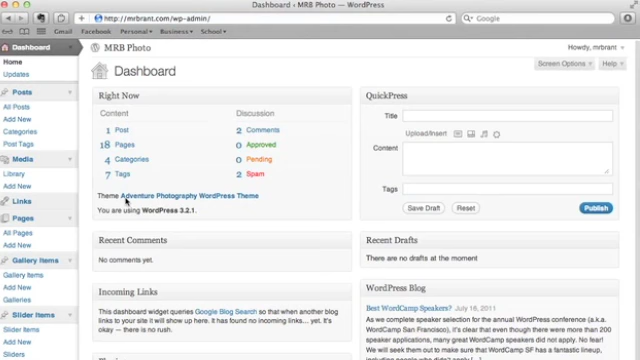 Dashboard ‹ MRB Photo — WordPress
http://mrbrant.com/wp-admin/
Google
Gmail Facebook Personal Business School
Dashboard
Home
Updates
Posts
All Posts
Add New
Categories
Post Tags
Media
Library
Add New
Links
Pages
All Pages
Add New
Gallery Items
Gallery Items
Add New
Galleries
Slider Items
Slider Items
Add New
MRB Photo
Howdy, mrbrant
Screen Options
Help
Dashboard
Right Now
Content
Discussion
1 Post
2 Comments
18 Pages
0 Approved
4 Categories
0 Pending
7 Tags
2 Spam
Theme Adventure Photography WordPress Theme
You are using WordPress 3.2.1.
Recent Comments
No comments yet.
Incoming Links
This dashboard widget queries Google Blog Search so that when another blog
links to your site it will show up here. It has found no incoming links... yet. It's
okay — there is no rush.
QuickPress
Title
Upload/Insert
Content
Tags
Save Draft
Reset
Publish
Recent Drafts
There are no drafts at the moment
WordPress Blog
Best WordCamp Speakers? July 16, 2011
As we complete speaker selection for the annual WordPress conference (a.k.a.
WordCamp San Francisco), it's clear that even though there were more than 200
applications, many great WordCamp speakers did not apply. No fear!
We will seek them out to make sure that WordCamp SF has a fantastic lineup,